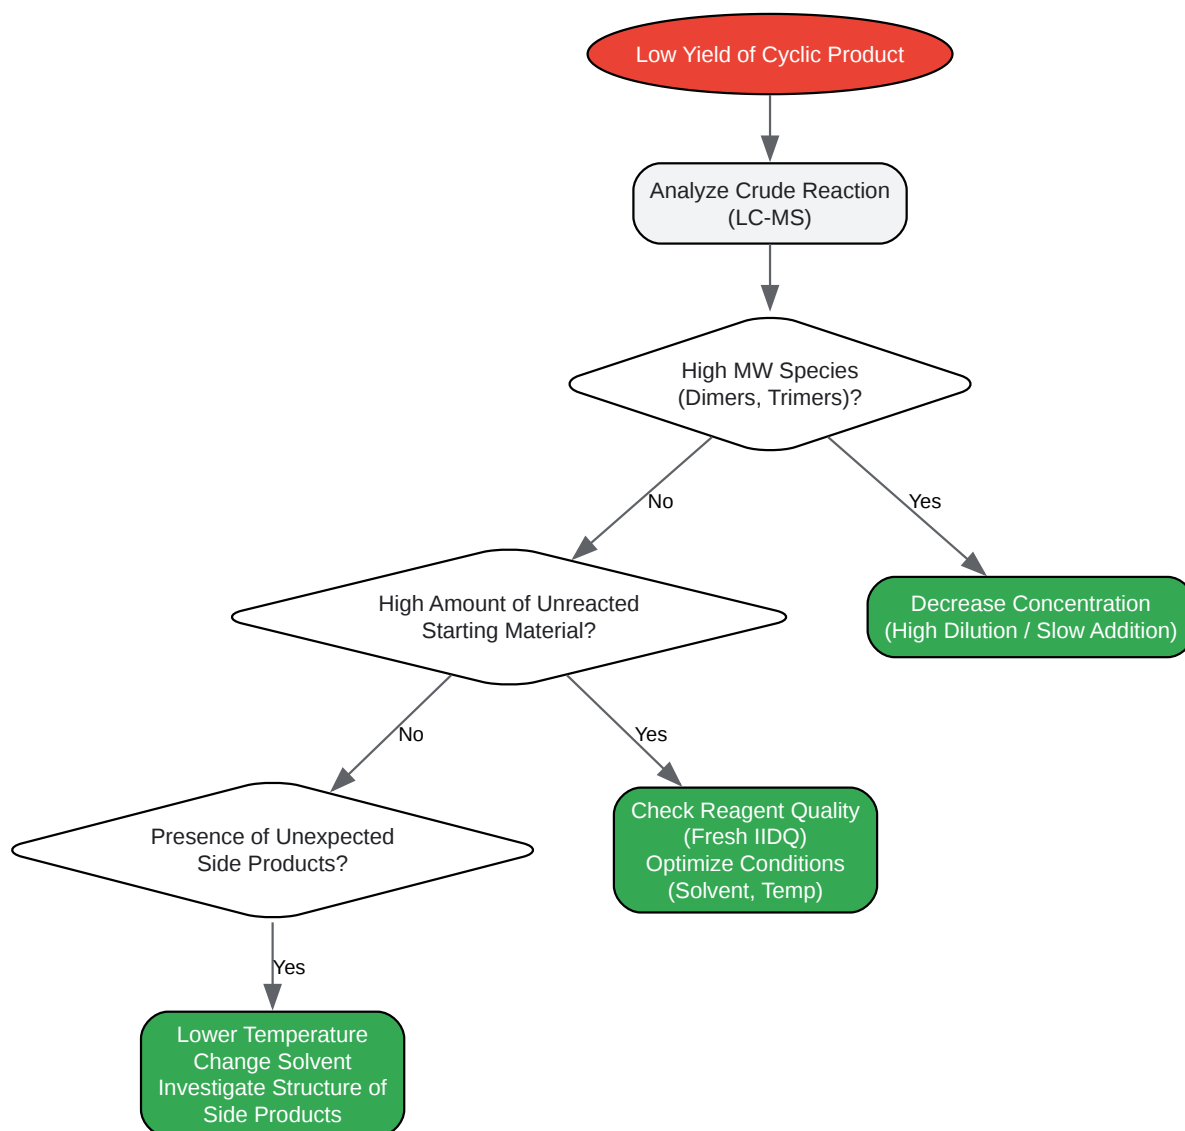 Low Yield of Cyclic Product
Analyze Crude Reaction
(LC-MS)
High MW Species
(Dimers, Trimers)?
No
Yes
High Amount of Unreacted
Starting Material?
Decrease Concentration
(High Dilution / Slow Addition)
No
Yes
Presence of Unexpected
Side Products?
Check Reagent Quality
(Fresh IIDQ)
Optimize Conditions
(Solvent, Temp)
Yes
Lower Temperature
Change Solvent
Investigate Structure of
Side Products